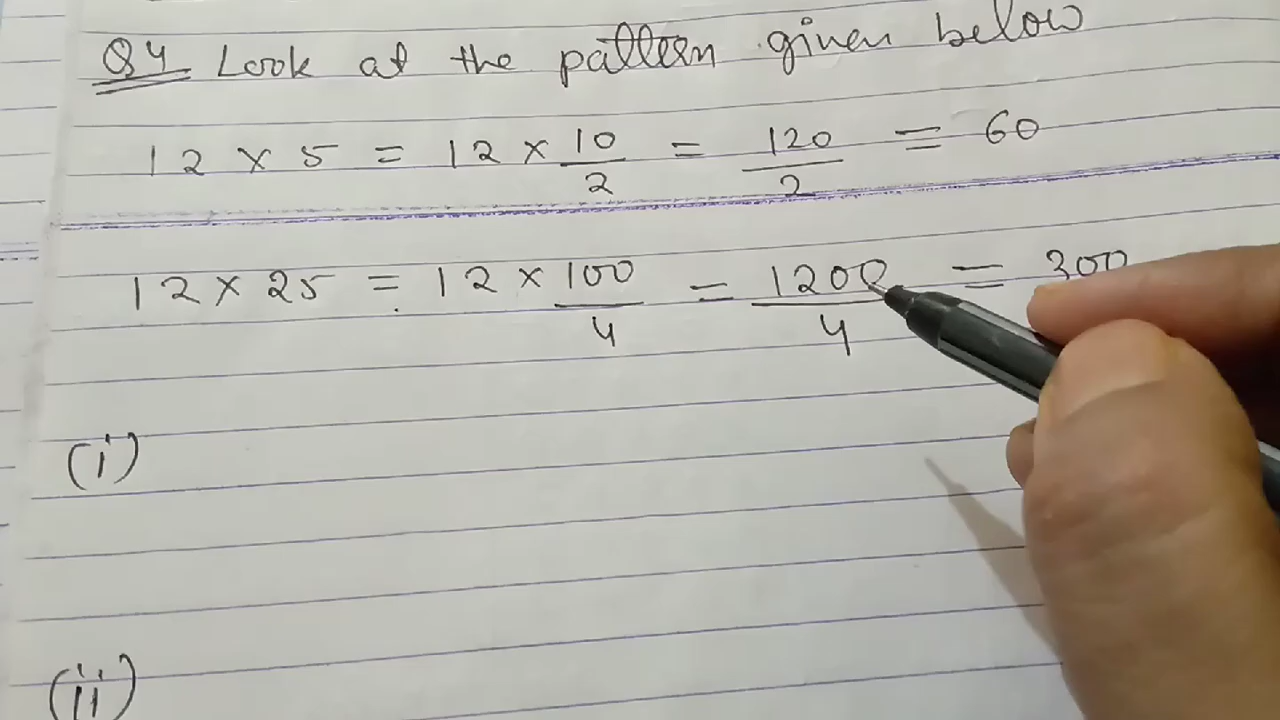 Q4 Look at the pattern given below
12 × 5 = 12 × 10/2 = 120/2 = 60
12 × 25 = 12 × 100/4 = 1200/4 = 300
(i)
(ii)